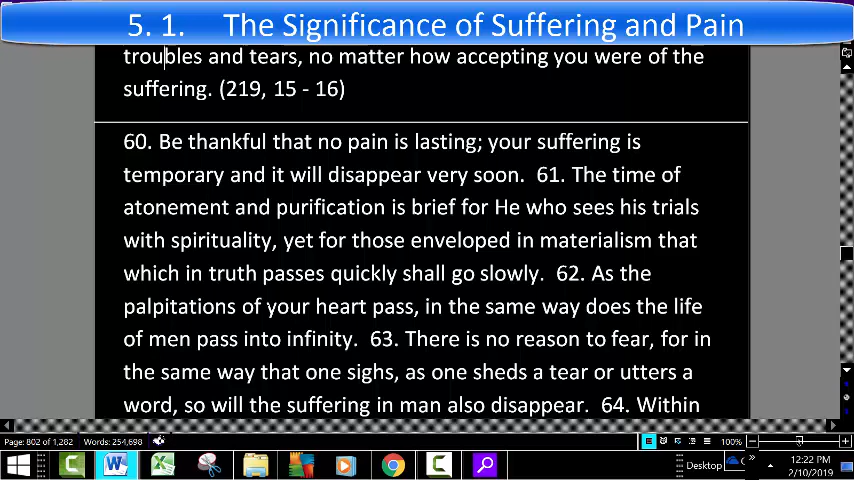 5. 1. The Significance of Suffering and Pain
troubles and tears, no matter how accepting you were of the
suffering. (219, 15 - 16)
60. Be thankful that no pain is lasting; your suffering is
temporary and it will disappear very soon. 61. The time of
atonement and purification is brief for He who sees his trials
with spirituality, yet for those enveloped in materialism that
which in truth passes quickly shall go slowly. 62. As the
palpitations of your heart pass, in the same way does the life
of men pass into infinity. 63. There is no reason to fear, for in
the same way that one sighs, as one sheds a tear or utters a
word, so will the suffering in man also disappear. 64. Within
Page: 802 of 1,282 Words: 254,698 100%
Desktop 12:22 PM
2/10/2019